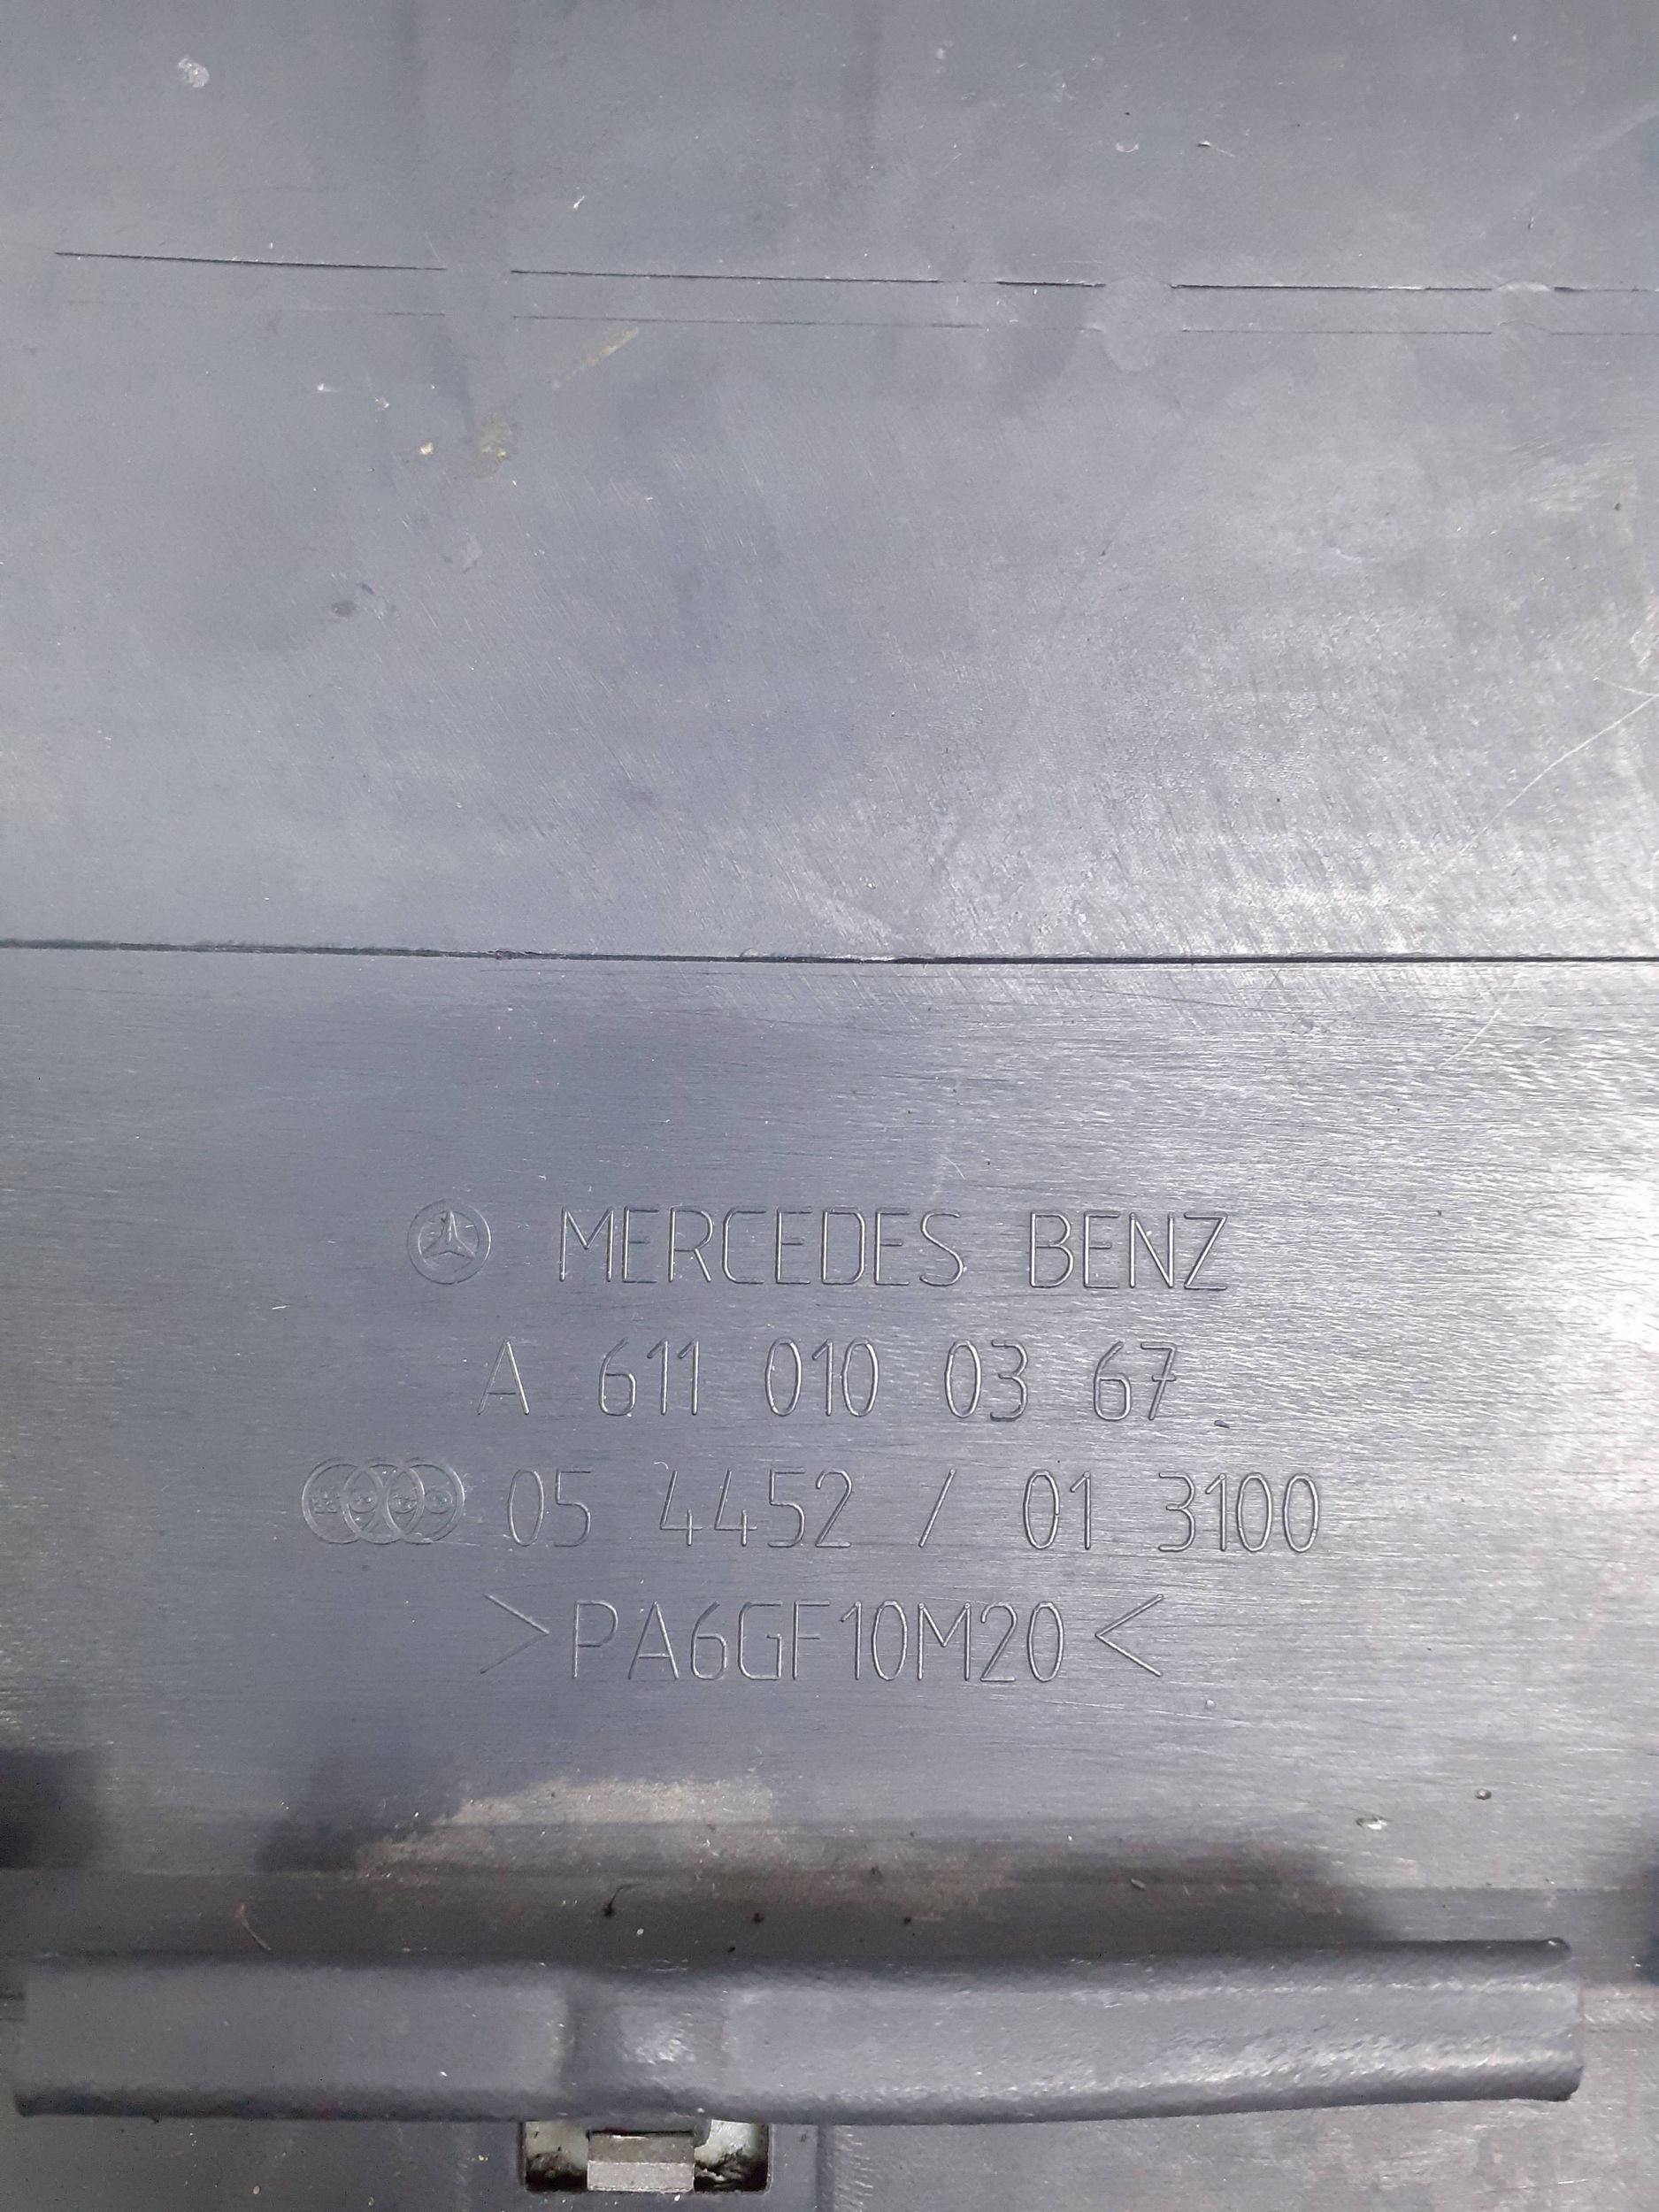 MERCEDES BENZ
A 611 010 03 67
05 4452 / 01 3100
>PA6GF10M20<